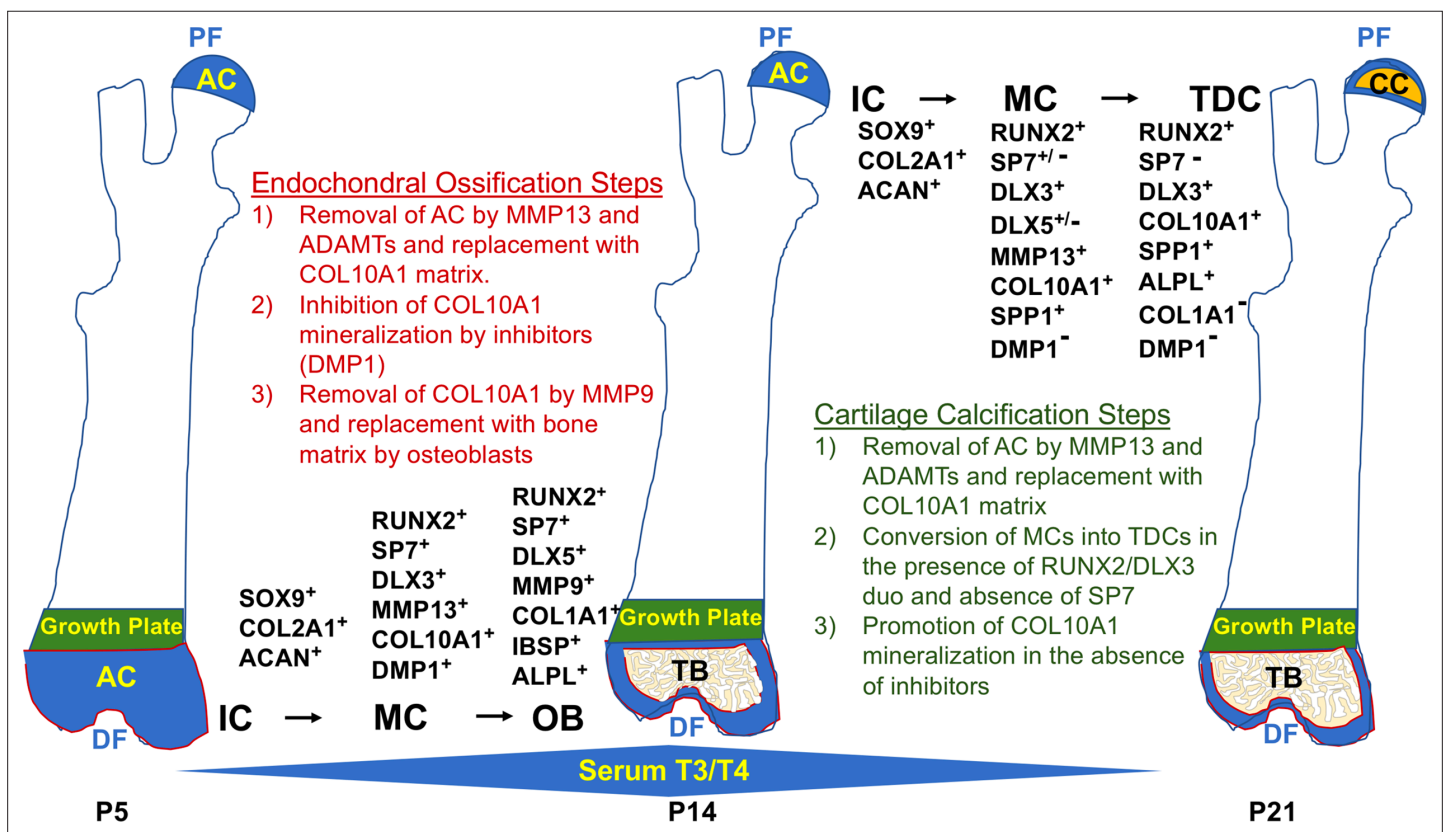 PF
AC
Endochondral Ossification Steps
1) Removal of AC by MMP13 and
ADAMTs and replacement with
COL10A1 matrix.
2) Inhibition of COL10A1
mineralization by inhibitors
(DMP1)
3) Removal of COL10A1 by MMP9
and replacement with bone
matrix by osteoblasts
Growth Plate
AC
DF
SOX9+
COL2A1+
ACAN+
IC → MC → OB
RUNX2+
SP7+
DLX3+
MMP13+
COL10A1+
DMP1+
RUNX2+
SP7+
DLX5+
MMP9+
COL1A1+
IBSP+
ALPL+
PF
AC
Growth Plate
TB
DF
IC → MC → TDC
SOX9+
COL2A1+
ACAN+
RUNX2+
SP7+/-
DLX3+
DLX5+/-
MMP13+
COL10A1+
SPP1+
DMP1-
RUNX2+
SP7 -
DLX3+
COL10A1+
SPP1+
ALPL+
COL1A1-
DMP1-
Cartilage Calcification Steps
1) Removal of AC by MMP13 and
ADAMTs and replacement with
COL10A1 matrix
2) Conversion of MCs into TDCs in
the presence of RUNX2/DLX3
duo and absence of SP7
3) Promotion of COL10A1
mineralization in the absence
of inhibitors
PF
CC
Growth Plate
TB
DF
Serum T3/T4
P5
P14
P21